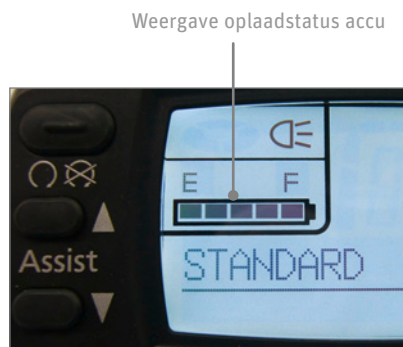 Weergave oplaadstatus accu
E F
Assist
STANDARD